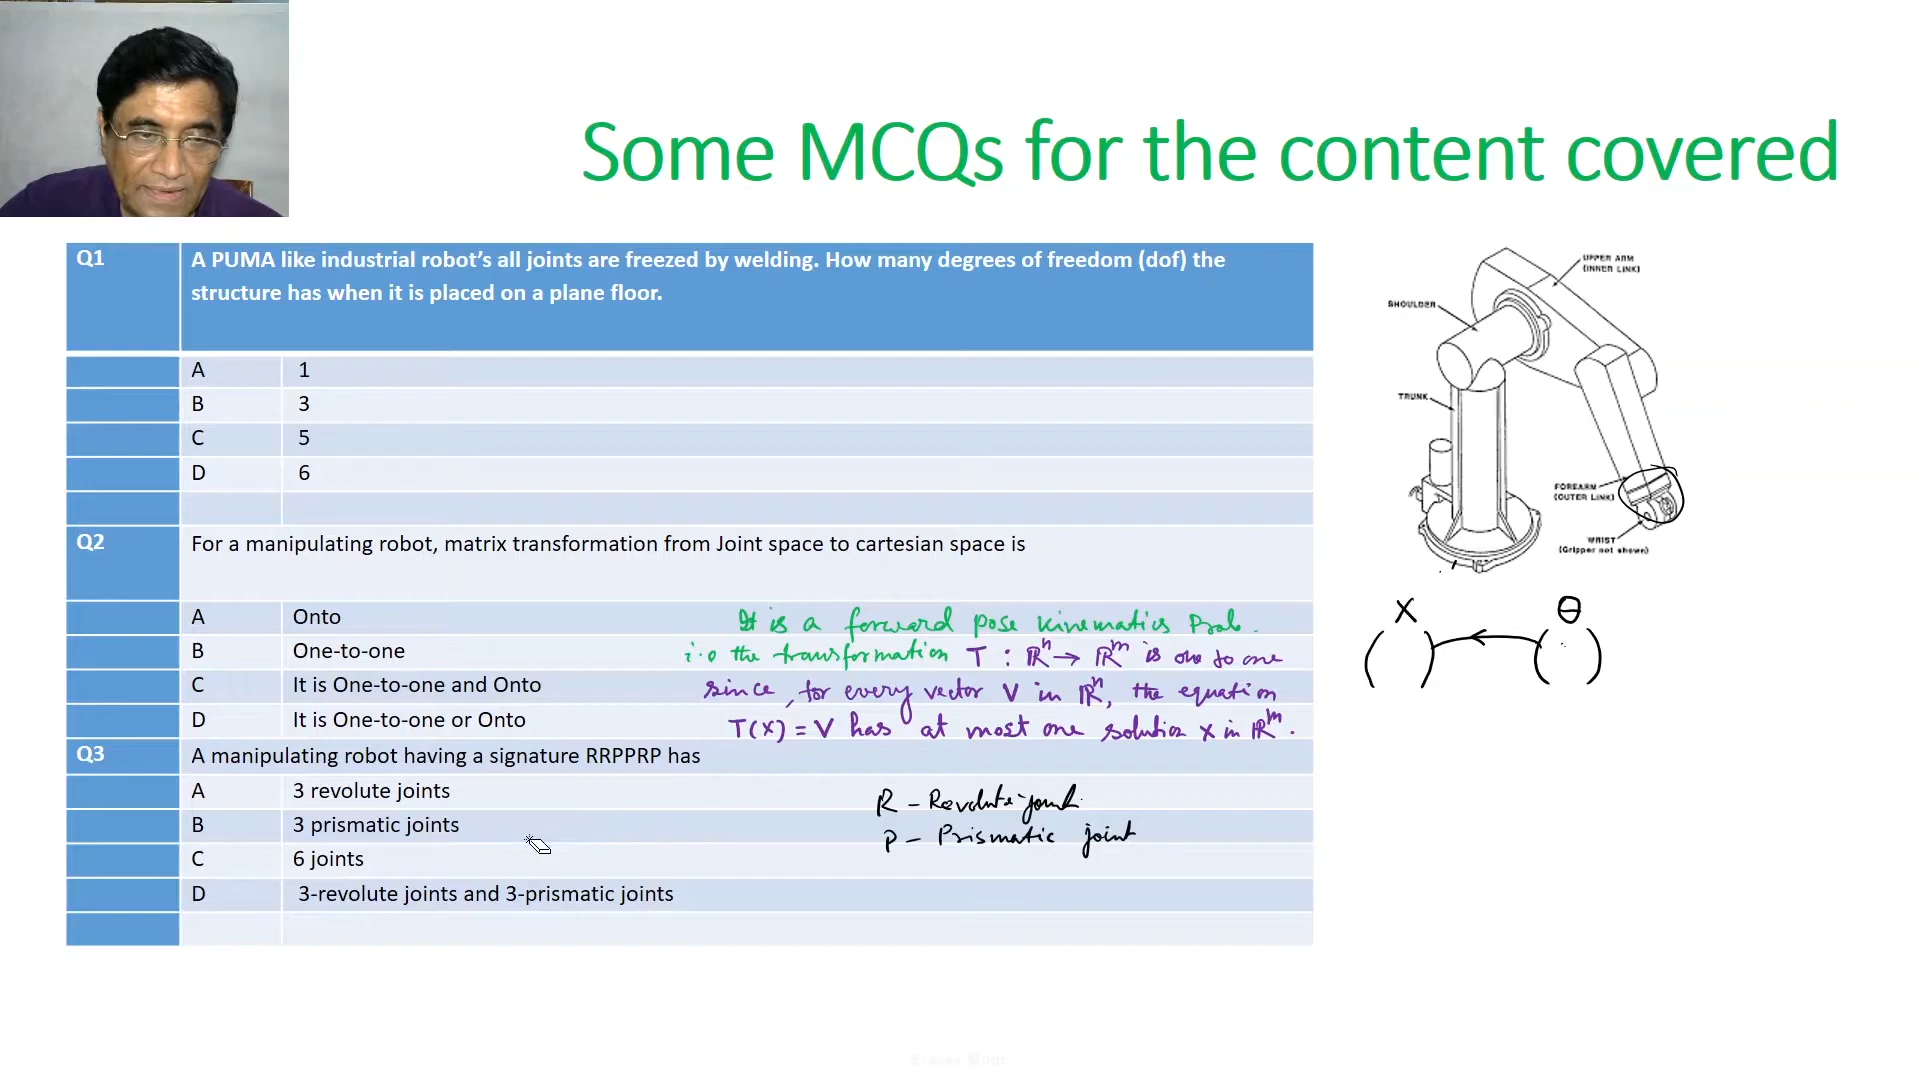 Some MCQs for the content covered
Q1 A PUMA like industrial robot's all joints are freezed by welding. How many degrees of freedom (dof) the
structure has when it is placed on a plane floor.
A 1
B 3
C 5
D 6
Q2 For a manipulating robot, matrix transformation from Joint space to cartesian space is
A Onto
B One-to-one
C It is One-to-one and Onto
D It is One-to-one or Onto
It is a forward pose kinematics Prob.
i.e the transformation T : ℝⁿ → ℝᵐ is one to one
since, for every vector V in ℝⁿ, the equation
T(x) = V has at most one solution x in ℝᵐ.
Q3 A manipulating robot having a signature RRPPRP has
A 3 revolute joints
B 3 prismatic joints
C 6 joints
D 3-revolute joints and 3-prismatic joints
R – Revolute joint
P – Prismatic joint
UPPER ARM
(INNER LINK)
SHOULDER
TRUNK
FOREARM
(OUTER LINK)
WRIST
(Gripper not shown)
X θ
Eraser Mode